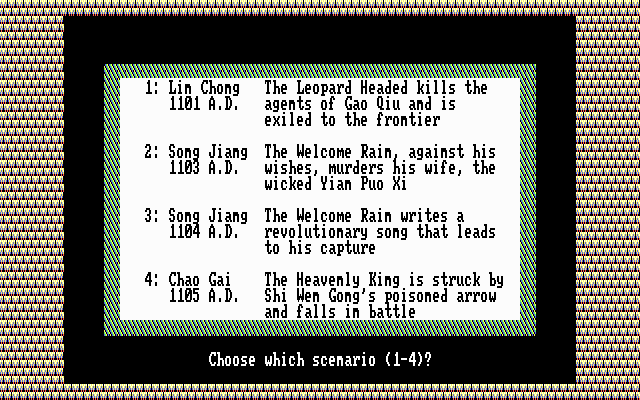 1: Lin Chong The Leopard Headed kills the
1101 A.D. agents of Gao Qiu and is
exiled to the frontier
2: Song Jiang The Welcome Rain, against his
1103 A.D. wishes, murders his wife, the
wicked Yian Puo Xi
3: Song Jiang The Welcome Rain writes a
1104 A.D. revolutionary song that leads
to his capture
4: Chao Gai The Heavenly King is struck by
1105 A.D. Shi Wen Gong's poisoned arrow
and falls in battle
Choose which scenario (1-4)?